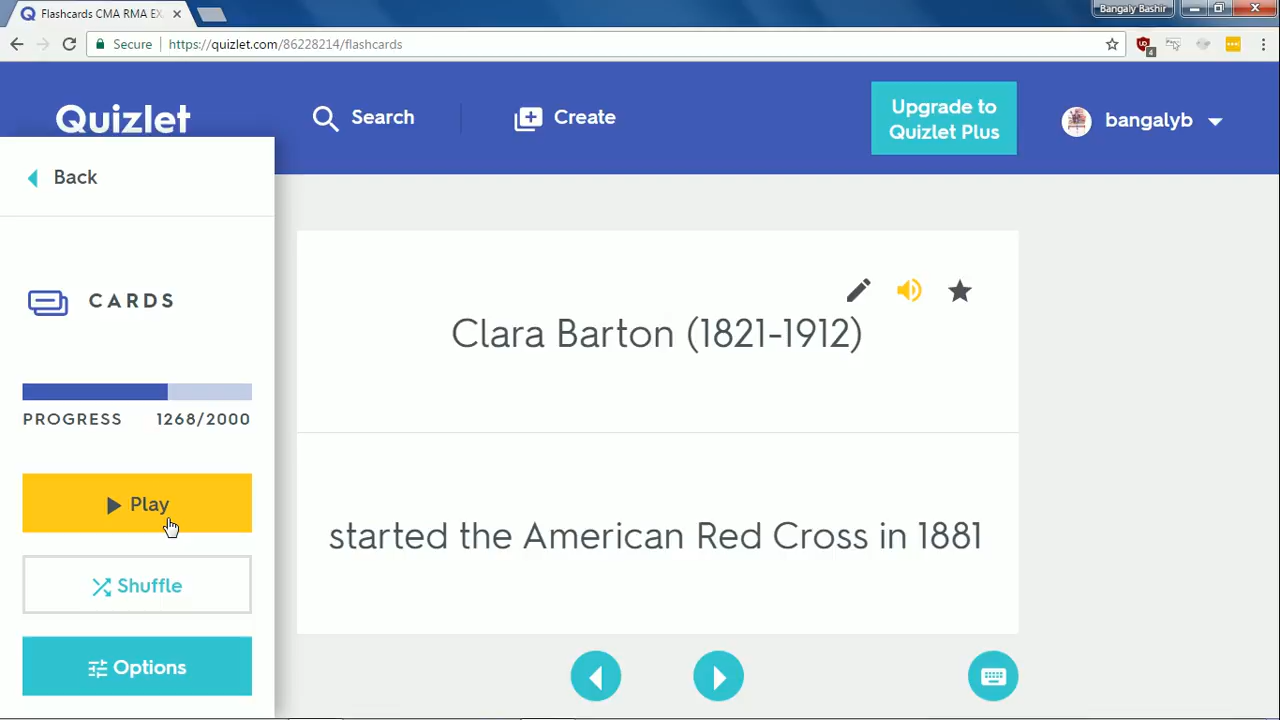 Flashcards CMA RMA EX
Bangaly Bashir
Secure
https://quizlet.com/86228214/flashcards
4
Quizlet
Search
Create
Upgrade to
Quizlet Plus
bangalyb
Back
CARDS
PROGRESS 1268/2000
Play
Shuffle
Options
Clara Barton (1821-1912)
started the American Red Cross in 1881